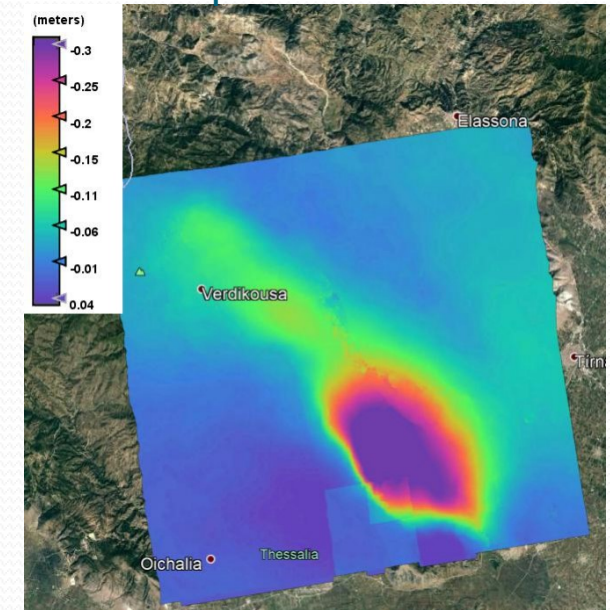 (meters)
-0.3
-0.25
-0.2
-0.15
-0.11
-0.06
-0.01
0.04
Elassona
Verdikousa
Tirn
Oichalia
Thessalia